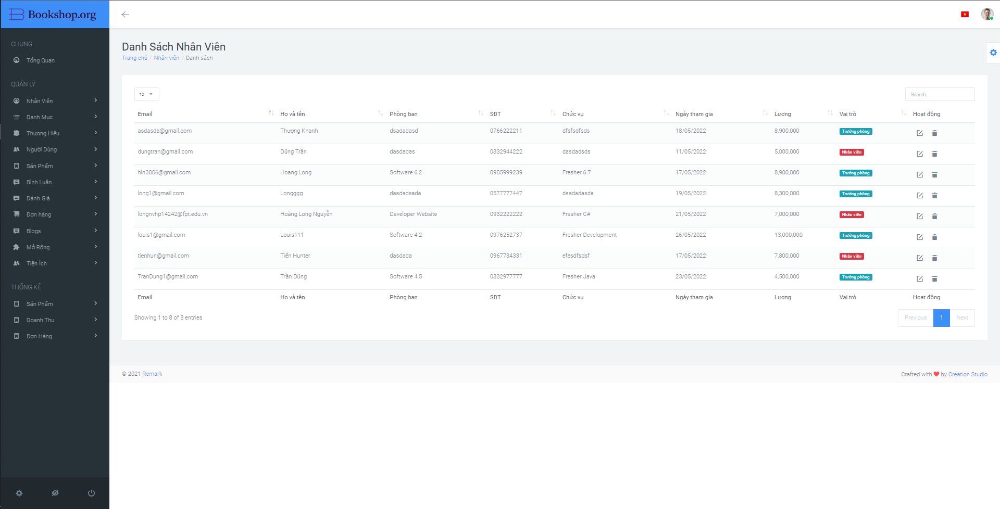 Bookshop.org
CHUNG
Tổng Quan
QUẢN LÝ
Nhân Viên
Danh Mục
Thương Hiệu
Người Dùng
Sản Phẩm
Bình Luận
Đánh Giá
Đơn hàng
Blogs
Mở Rộng
Tiện Ích
THỐNG KÊ
Sản Phẩm
Doanh Thu
Đơn Hàng
Danh Sách Nhân Viên
Trang chủ / Nhân viên / Danh sách
10
Search...
Email Họ và tên Phòng ban SĐT Chức vụ Ngày tham gia Lương Vai trò Hoạt động
asdasda@gmail.com Thượng Khanh dsadadasd 0766222211 dfsfsdfsds 18/05/2022 8,900,000 Trưởng phòng
dungtran@gmail.com Dũng Trần dasdadas 0832944222 dasdadsds 11/05/2022 5,000,000 Nhân viên
hln3006@gmail.com Hoang Long Software 6.2 0905999239 Fresher 6.7 17/05/2022 8,900,000 Trưởng phòng
long1@gmail.com Longggg dasdadsada 0577777447 dsadadasda 19/05/2022 8,300,000 Trưởng phòng
longnvhp14242@fpt.edu.vn Hoàng Long Nguyễn Developer Website 0932222222 Fresher C# 21/05/2022 7,000,000 Nhân viên
louis1@gmail.com Louis111 Software 4.2 0976252737 Fresher Development 26/05/2022 13,000,000 Trưởng phòng
tienhun@gmail.com Tiến Hunter dasdada 0967734331 efesdfsdsf 17/05/2022 7,800,000 Nhân viên
TranDung1@gmail.com Trần Dũng Software 4.5 0832977777 Fresher Java 23/05/2022 4,500,000 Trưởng phòng
Email Họ và tên Phòng ban SĐT Chức vụ Ngày tham gia Lương Vai trò Hoạt động
Showing 1 to 8 of 8 entries
Previous 1 Next
© 2021 Remark
Crafted with ❤ by Creation Studio